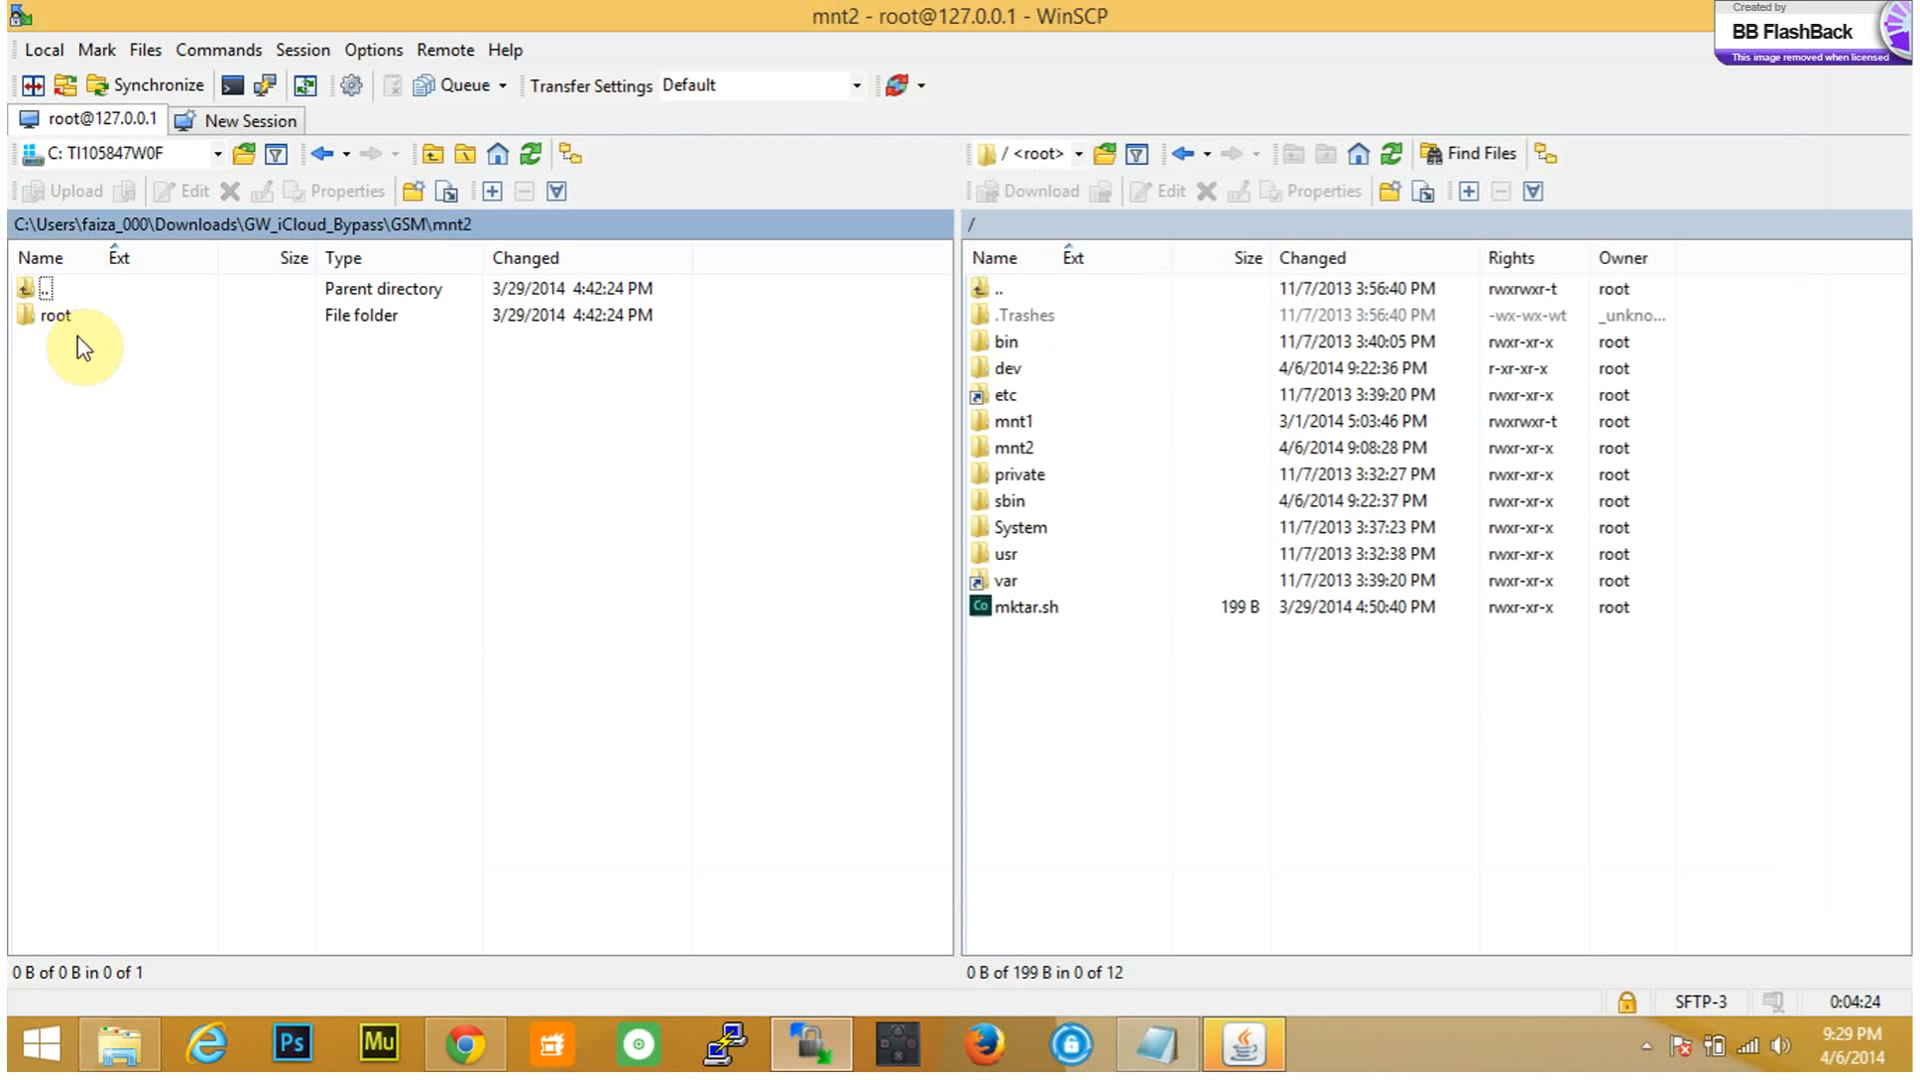 mnt2 - root@127.0.0.1 - WinSCP
Created by
BB FlashBack
This image removed when licensed
Local Mark Files Commands Session Options Remote Help
Synchronize Queue Transfer Settings Default
root@127.0.0.1 New Session
C: TI105847W0F / <root> Find Files
Upload Edit Properties Download Edit Properties
C:\Users\faiza_000\Downloads\GW_iCloud_Bypass\GSM\mnt2 /
Name Ext Size Type Changed
.. Parent directory 3/29/2014 4:42:24 PM
root File folder 3/29/2014 4:42:24 PM
Name Ext Size Changed Rights Owner
.. 11/7/2013 3:56:40 PM rwxrwxr-t root
.Trashes 11/7/2013 3:56:40 PM -wx-wx-wt _unkno...
bin 11/7/2013 3:40:05 PM rwxr-xr-x root
dev 4/6/2014 9:22:36 PM r-xr-xr-x root
etc 11/7/2013 3:39:20 PM rwxr-xr-x root
mnt1 3/1/2014 5:03:46 PM rwxrwxr-t root
mnt2 4/6/2014 9:08:28 PM rwxr-xr-x root
private 11/7/2013 3:32:27 PM rwxr-xr-x root
sbin 4/6/2014 9:22:37 PM rwxr-xr-x root
System 11/7/2013 3:37:23 PM rwxr-xr-x root
usr 11/7/2013 3:32:38 PM rwxr-xr-x root
var 11/7/2013 3:39:20 PM rwxr-xr-x root
Co mktar.sh 199 B 3/29/2014 4:50:40 PM rwxr-xr-x root
0 B of 0 B in 0 of 1 0 B of 199 B in 0 of 12
SFTP-3 0:04:24
Ps Mu
9:29 PM
4/6/2014